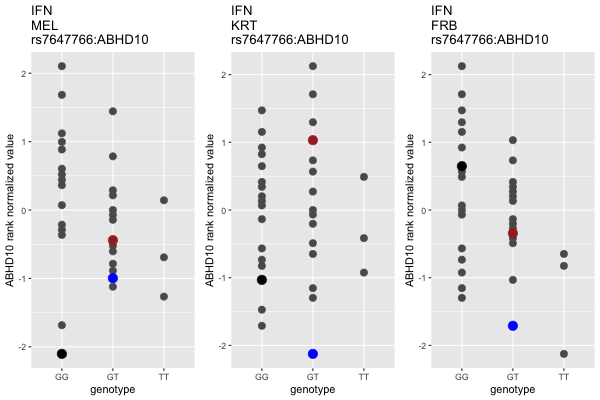 IFN
MEL
rs7647766:ABHD10
ABHD10 rank normalized value
2
1
0
-1
-2
GG GT TT
genotype
IFN
KRT
rs7647766:ABHD10
ABHD10 rank normalized value
2
1
0
-1
-2
GG GT TT
genotype
IFN
FRB
rs7647766:ABHD10
ABHD10 rank normalized value
2
1
0
-1
-2
GG GT TT
genotype